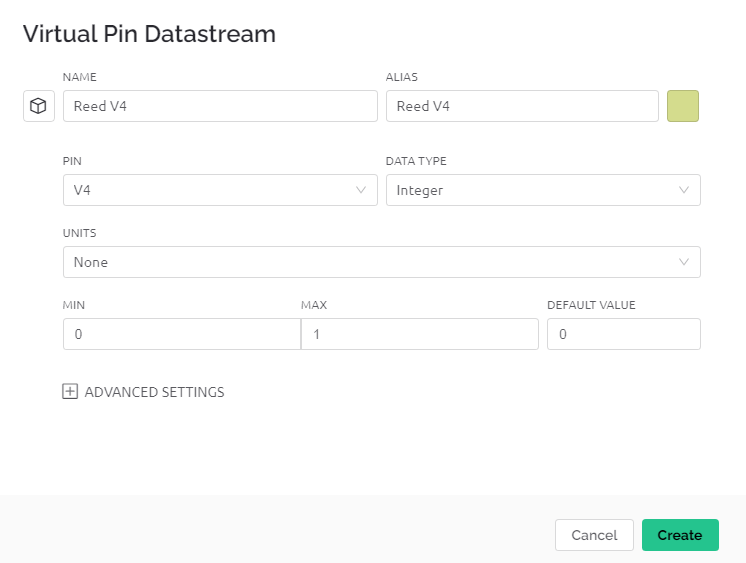 Virtual Pin Datastream
NAME ALIAS
Reed V4 Reed V4
PIN DATA TYPE
V4 Integer
UNITS
None
MIN MAX DEFAULT VALUE
0 1 0
ADVANCED SETTINGS
Cancel Create